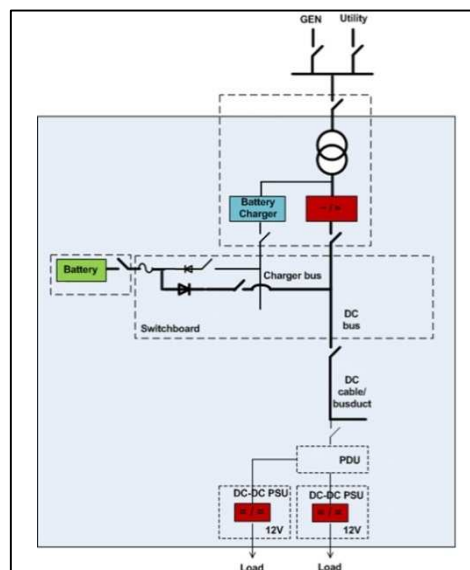 GEN Utility
Battery
Charger
~ / =
Battery
Charger bus
Switchboard
DC
bus
DC
cable/
busduct
PDU
DC-DC PSU DC-DC PSU
= / = = / =
12V 12V
Load Load